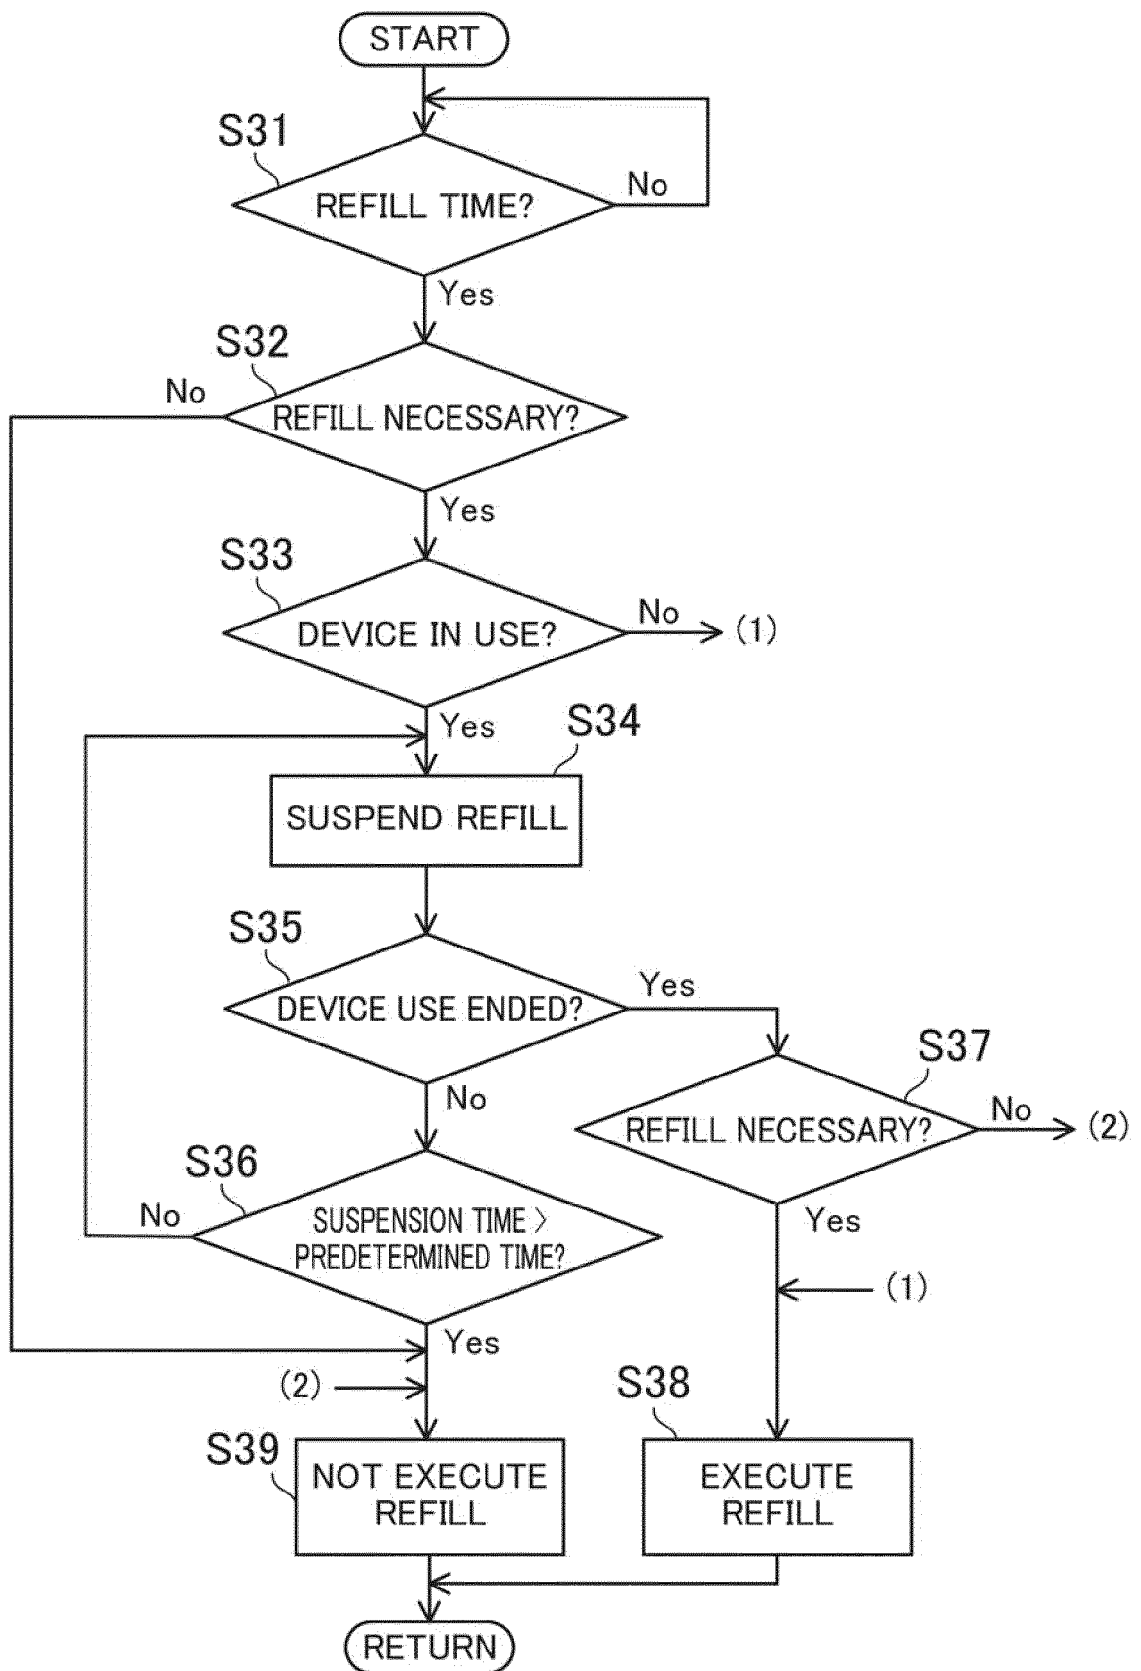 START
S31
REFILL TIME?
No
Yes
S32
No
REFILL NECESSARY?
Yes
S33
DEVICE IN USE?
No
(1)
Yes
S34
SUSPEND REFILL
S35
DEVICE USE ENDED?
Yes
No
S37
REFILL NECESSARY?
No
(2)
S36
No
SUSPENSION TIME >
PREDETERMINED TIME?
Yes
(1)
Yes
(2)
S38
S39
NOT EXECUTE
REFILL
EXECUTE
REFILL
RETURN